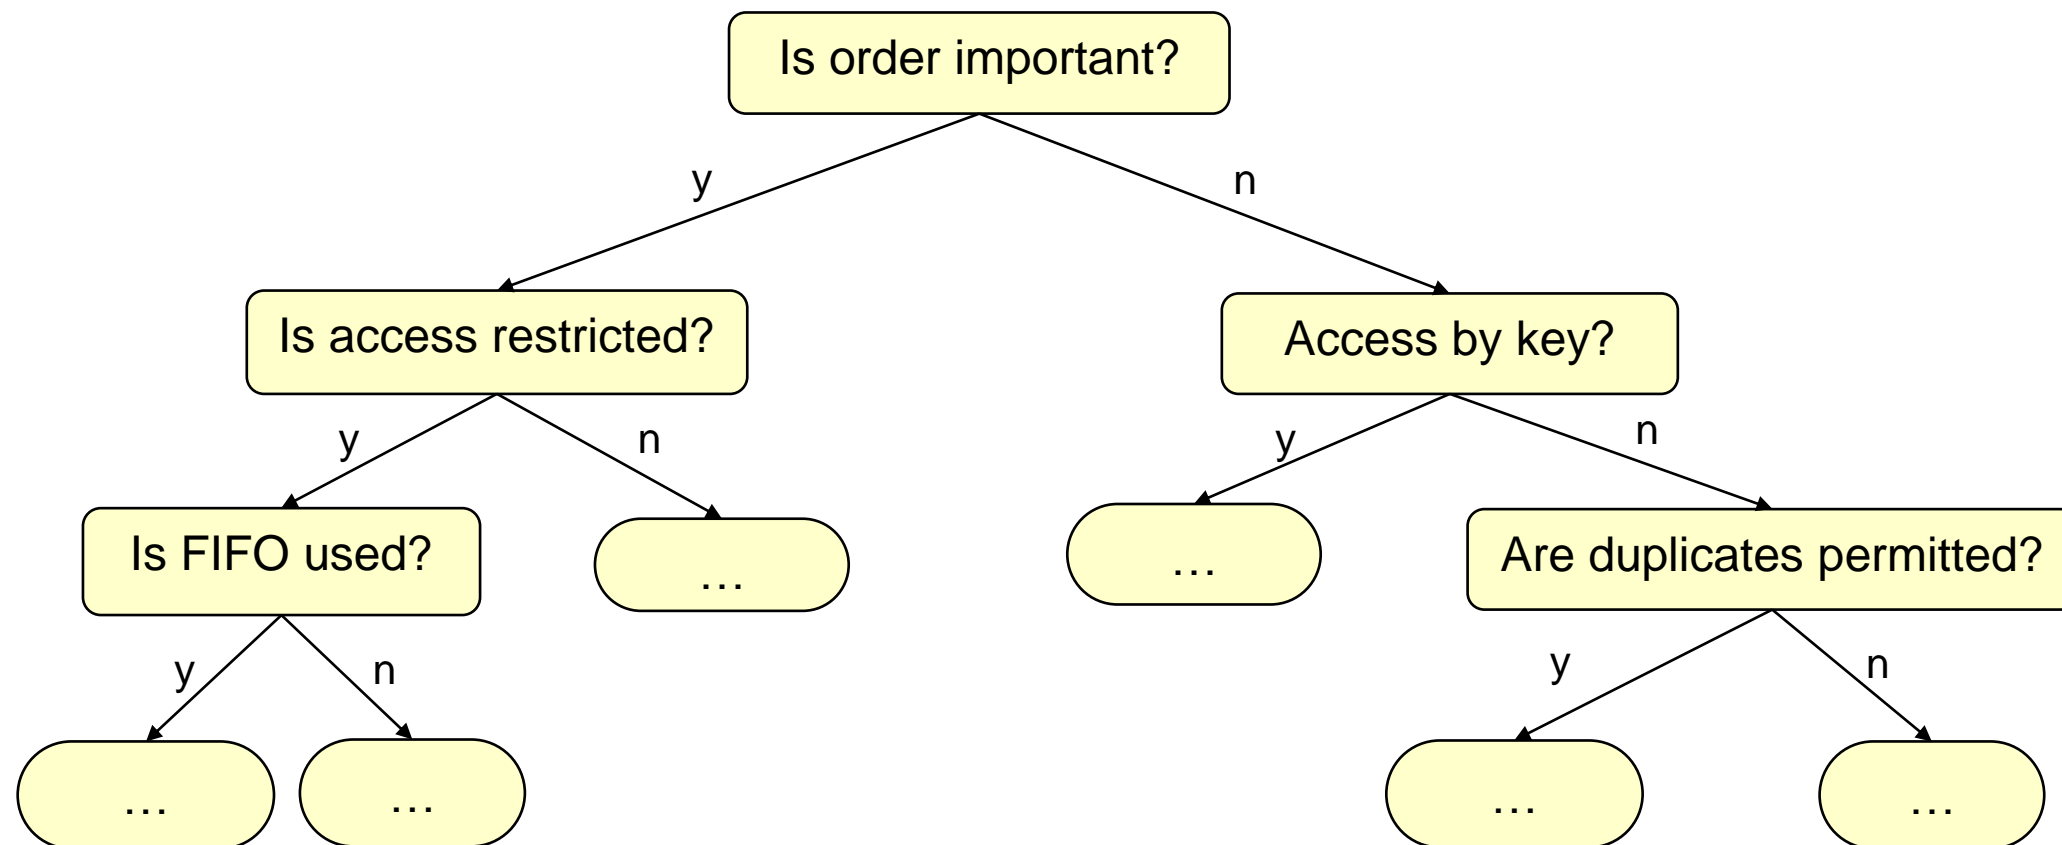 Is order important?
y
n
Is access restricted?
Access by key?
y
n
y
n
Is FIFO used?
…
…
Are duplicates permitted?
y
n
y
n
…
…
…
…